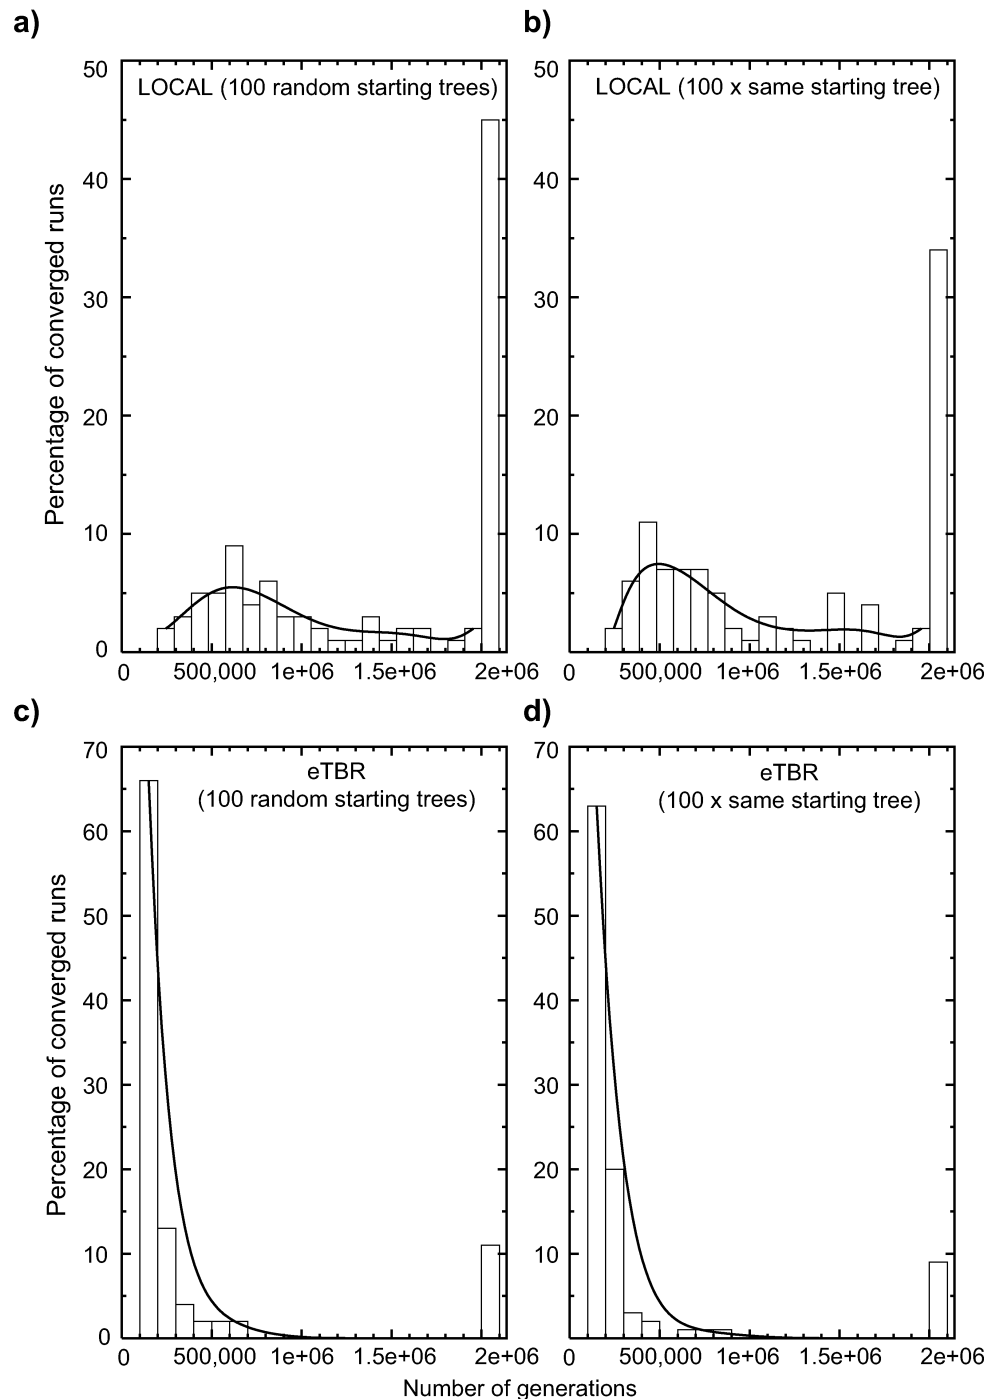 a)
LOCAL (100 random starting trees)
50
40
30
20
10
0
Percentage of converged runs
0 500,000 1e+06 1.5e+06 2e+06
b)
LOCAL (100 x same starting tree)
50
40
30
20
10
0
0 500,000 1e+06 1.5e+06 2e+06
c)
eTBR
(100 random starting trees)
70
60
50
40
30
20
10
0
Percentage of converged runs
0 500,000 1e+06 1.5e+06 2e+06
d)
eTBR
(100 x same starting tree)
70
60
50
40
30
20
10
0
0 500,000 1e+06 1.5e+06 2e+06
Number of generations